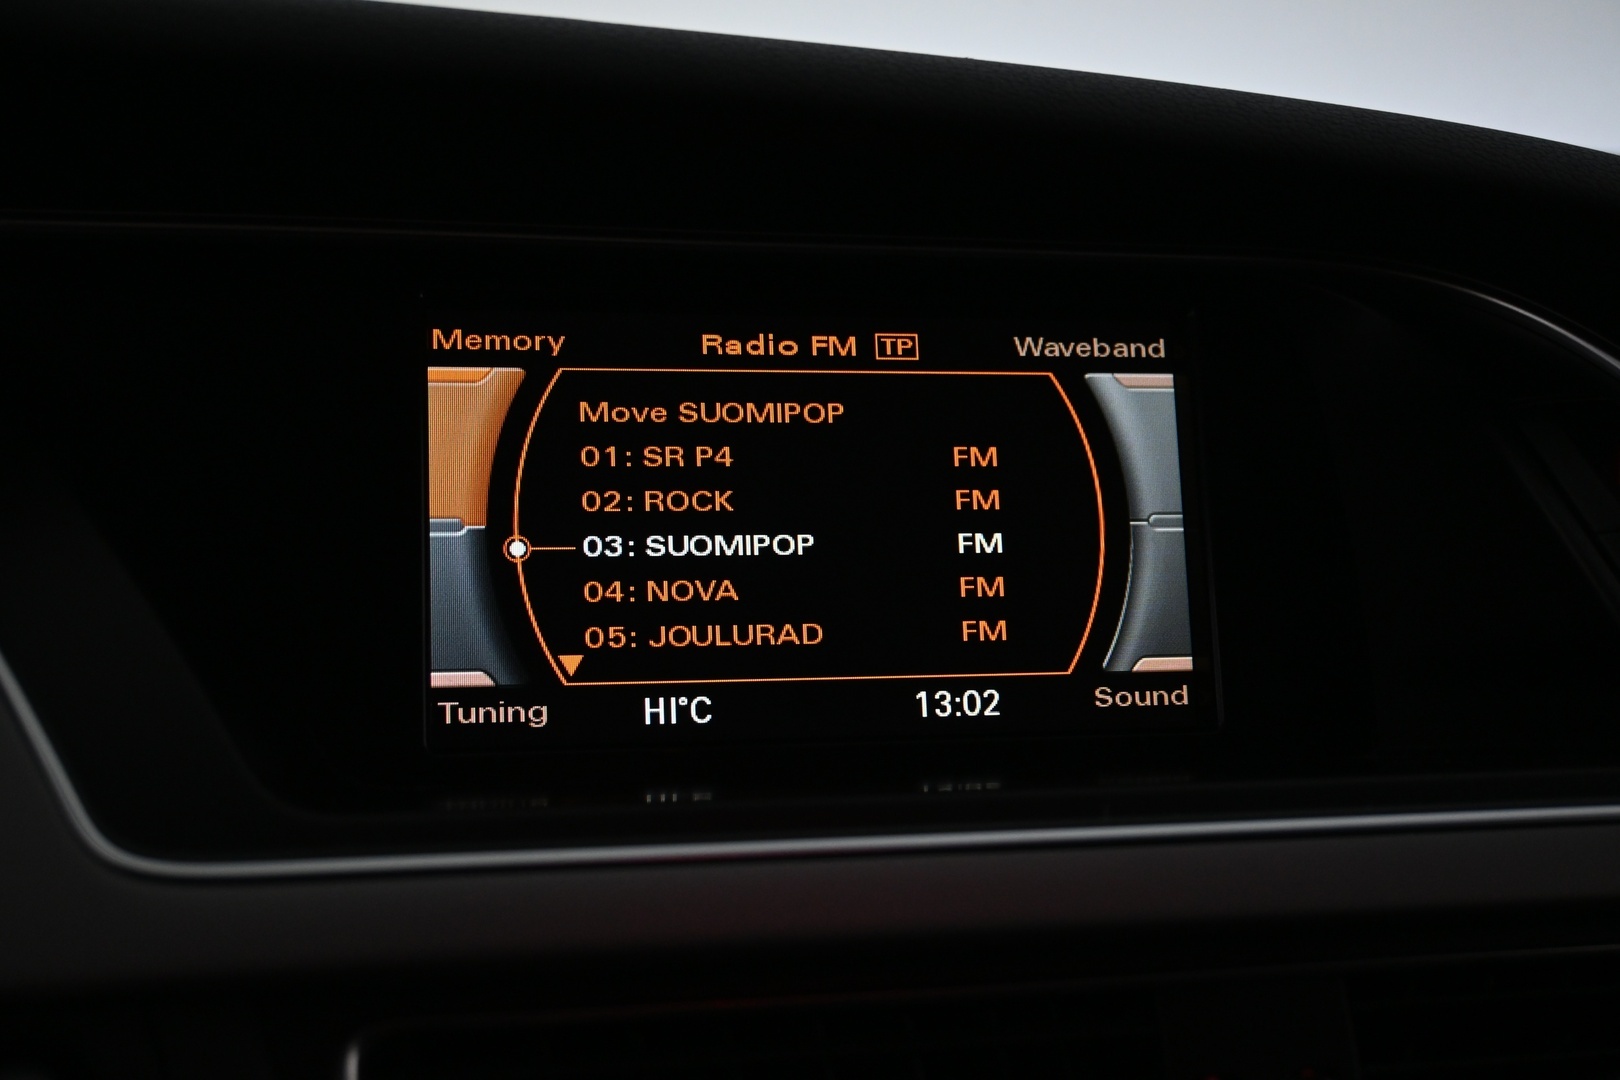 Memory Radio FM TP Waveband
Move SUOMIPOP
01: SR P4 FM
02: ROCK FM
03: SUOMIPOP FM
04: NOVA FM
05: JOULURAD FM
Tuning HI°C 13:02 Sound